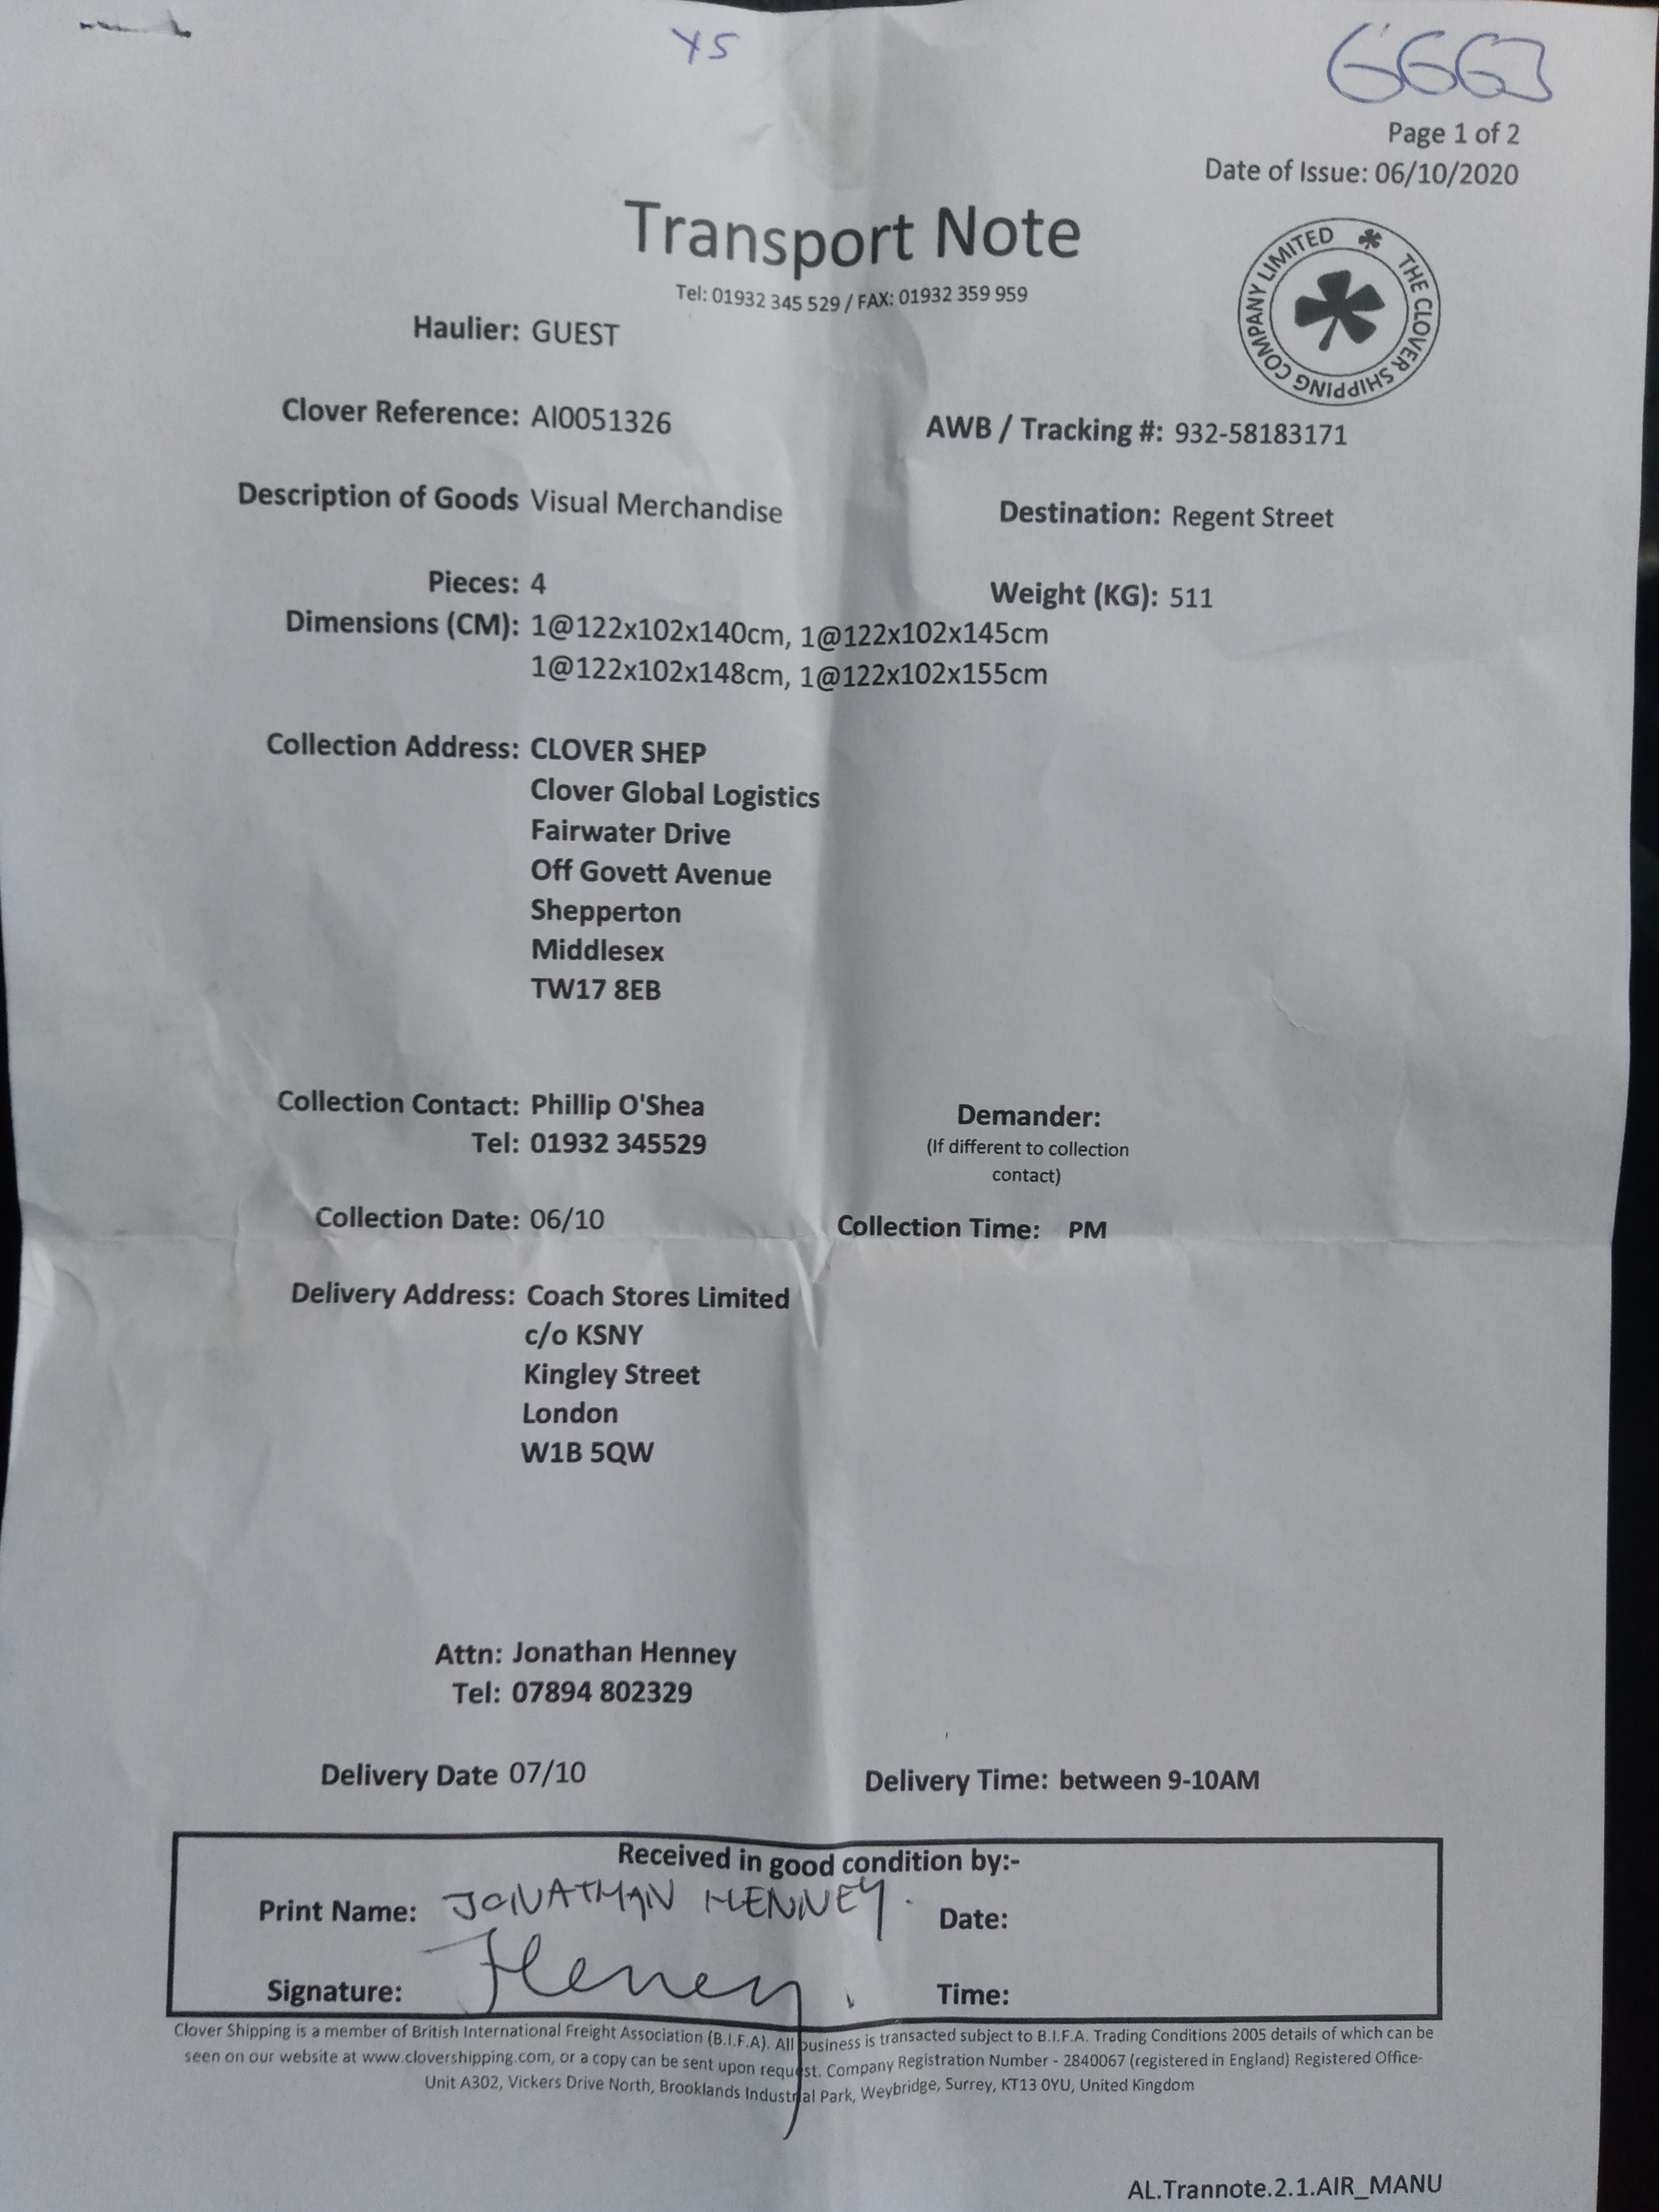 YS
6663
Page 1 of 2
Date of Issue: 06/10/2020
Transport Note
Tel: 01932 345 529 / FAX: 01932 359 959
THE CLOVER SHIPPING COMPANY LIMITED
Haulier: GUEST
Clover Reference: AI0051326
AWB / Tracking #: 932-58183171
Description of Goods Visual Merchandise
Destination: Regent Street
Pieces: 4
Weight (KG): 511
Dimensions (CM): 1@122x102x140cm, 1@122x102x145cm
1@122x102x148cm, 1@122x102x155cm
Collection Address: CLOVER SHEP
Clover Global Logistics
Fairwater Drive
Off Govett Avenue
Shepperton
Middlesex
TW17 8EB
Collection Contact: Phillip O'Shea
Tel: 01932 345529
Demander:
(If different to collection
contact)
Collection Date: 06/10
Collection Time: PM
Delivery Address: Coach Stores Limited
c/o KSNY
Kingley Street
London
W1B 5QW
Attn: Jonathan Henney
Tel: 07894 802329
Delivery Date 07/10
Delivery Time: between 9-10AM
Received in good condition by:-
Print Name: JONATHAN HENNEY.
Date:
Signature: Henney
Time:
Clover Shipping is a member of British International Freight Association (B.I.F.A). All business is transacted subject to B.I.F.A. Trading Conditions 2005 details of which can be
seen on our website at www.clovershipping.com, or a copy can be sent upon request. Company Registration Number - 2840067 (registered in England) Registered Office-
Unit A302, Vickers Drive North, Brooklands Industrial Park, Weybridge, Surrey, KT13 0YU, United Kingdom
AL.Trannote.2.1.AIR_MANU